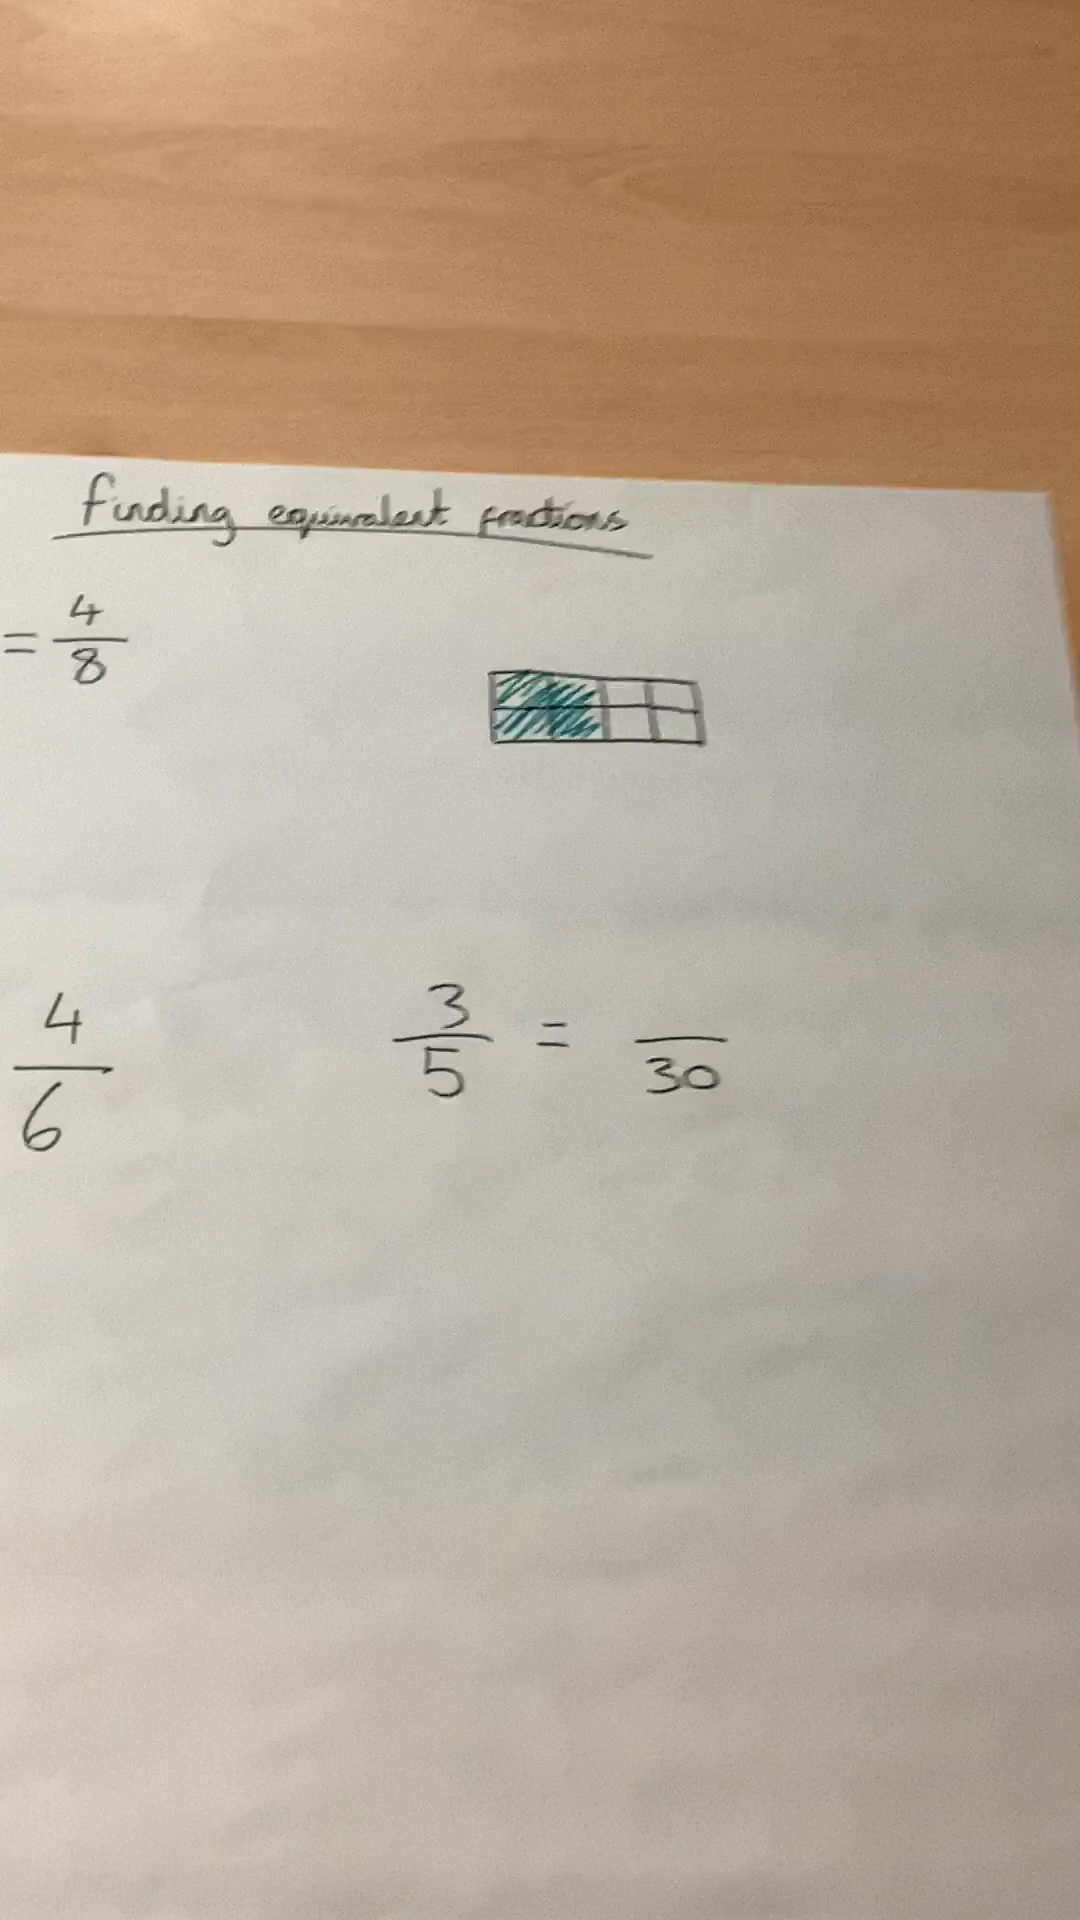 finding equivalent fractions
= 4/8
4/6
3/5 = /30